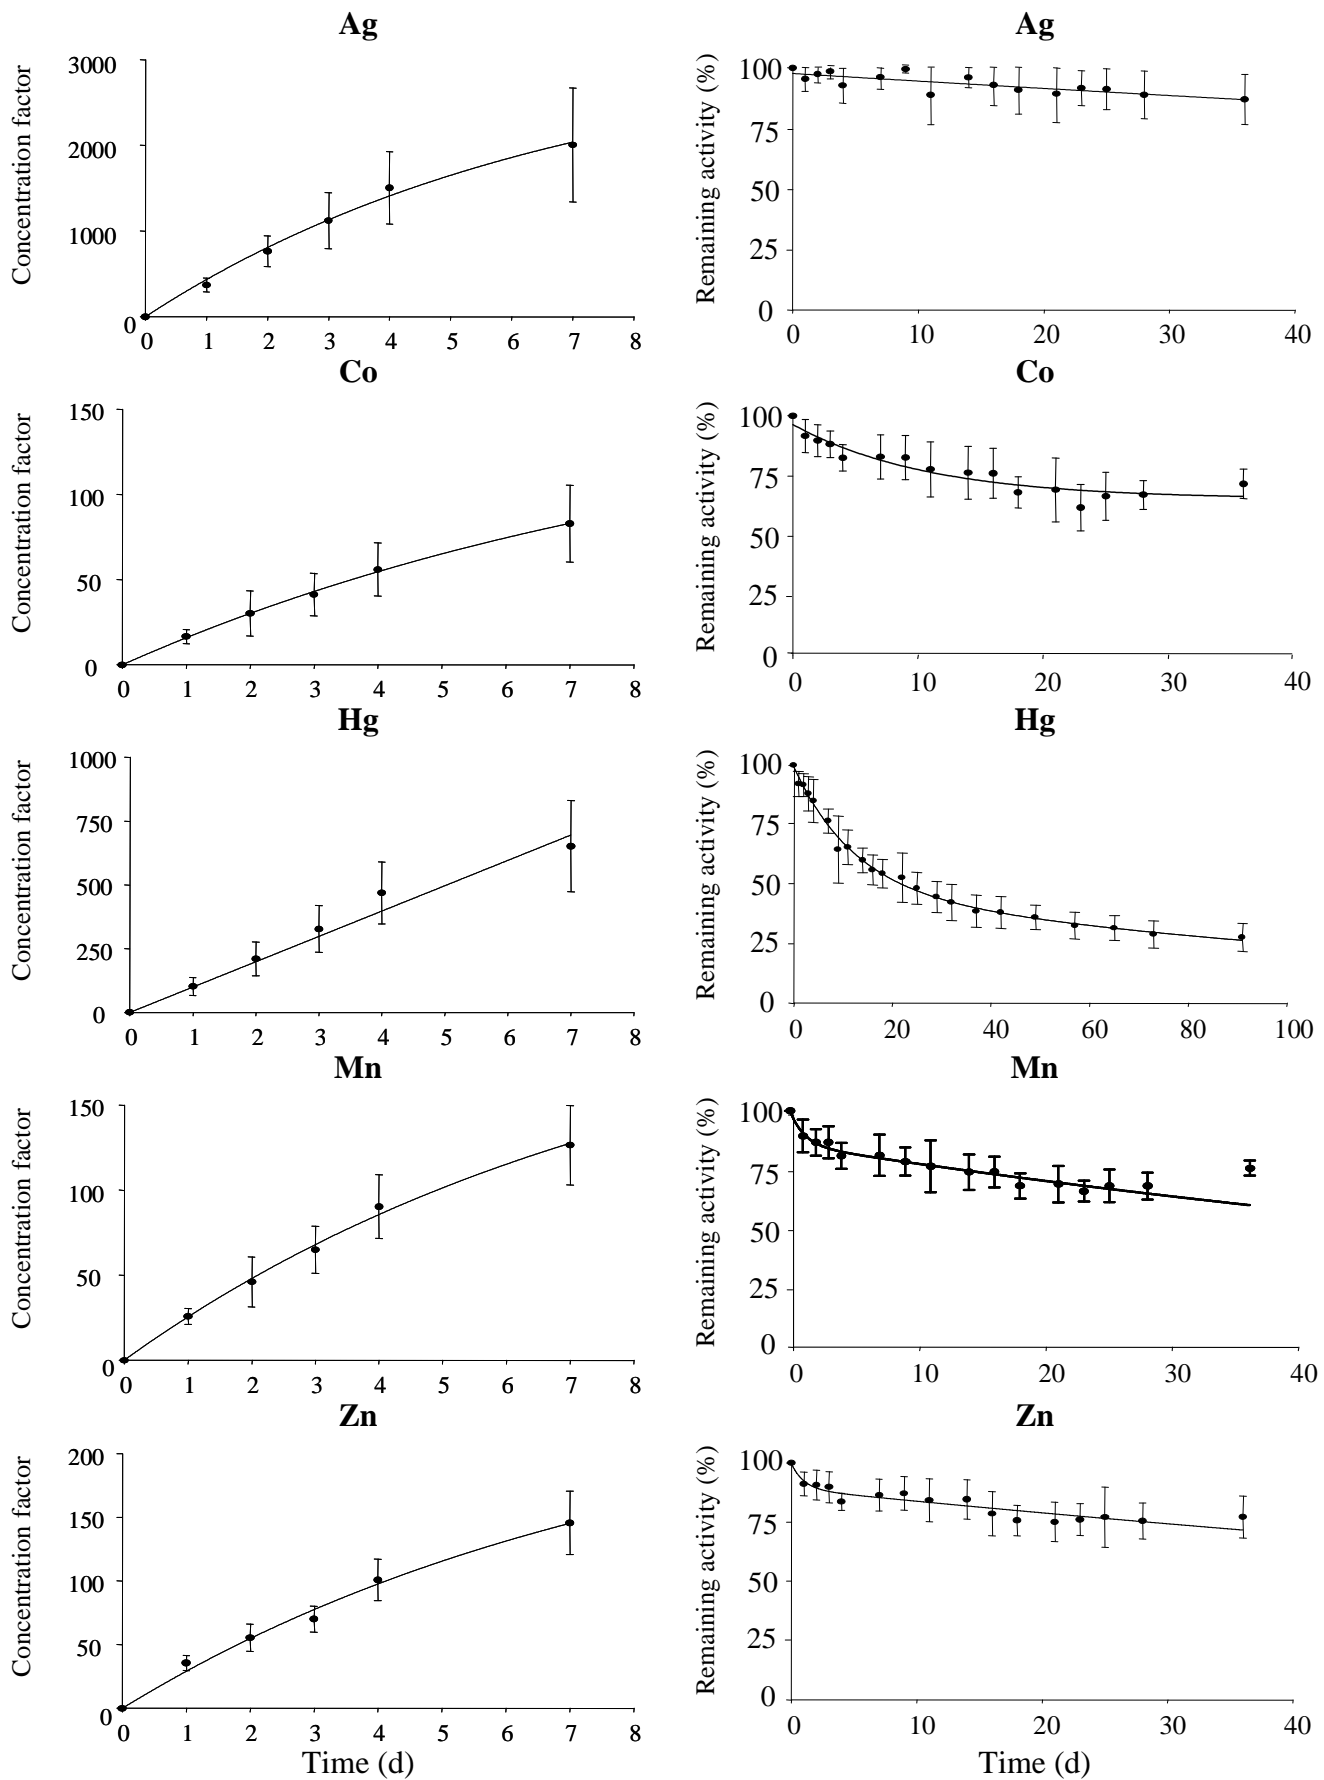 Ag
Concentration factor
3000
2000
1000
0
0 1 2 3 4 5 6 7 8
Ag
Remaining activity (%)
100
75
50
25
0
0 10 20 30 40
Co
Concentration factor
150
100
50
0
0 1 2 3 4 5 6 7 8
Co
Remaining activity (%)
100
75
50
25
0
0 10 20 30 40
Hg
Concentration factor
1000
750
500
250
0
0 1 2 3 4 5 6 7 8
Hg
Remaining activity (%)
100
75
50
25
0
0 20 40 60 80 100
Mn
Concentration factor
150
100
50
0
0 1 2 3 4 5 6 7 8
Mn
Remaining activity (%)
100
75
50
25
0
0 10 20 30 40
Zn
Concentration factor
200
150
100
50
0
0 1 2 3 4 5 6 7 8
Time (d)
Zn
Remaining activity (%)
100
75
50
25
0
0 10 20 30 40
Time (d)